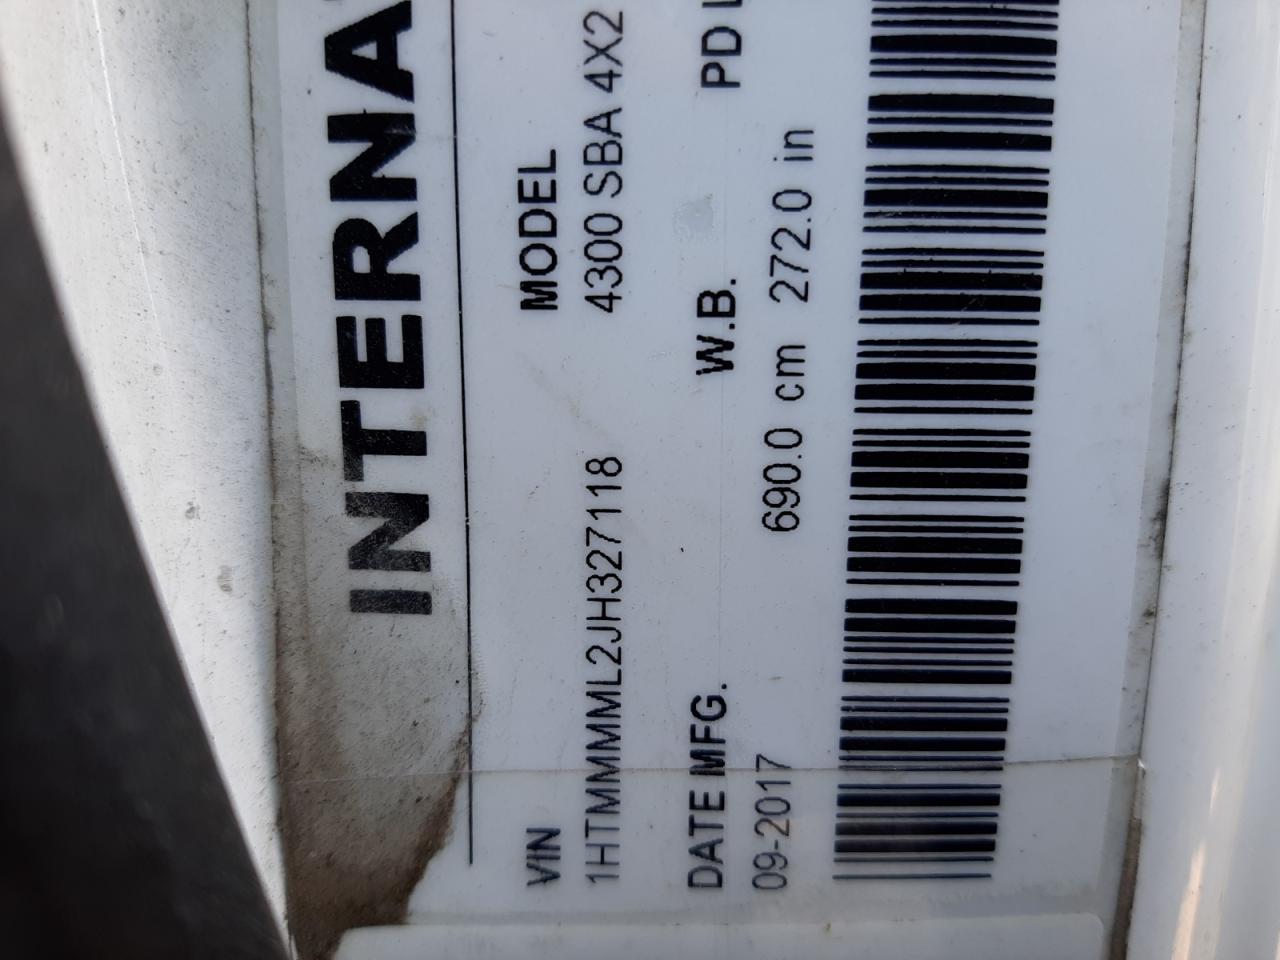 INTERNA
VIN MODEL
1HTMMMML2JH327118 4300 SBA 4X2
DATE MFG. W.B. PD
09-2017 690.0 cm 272.0 in